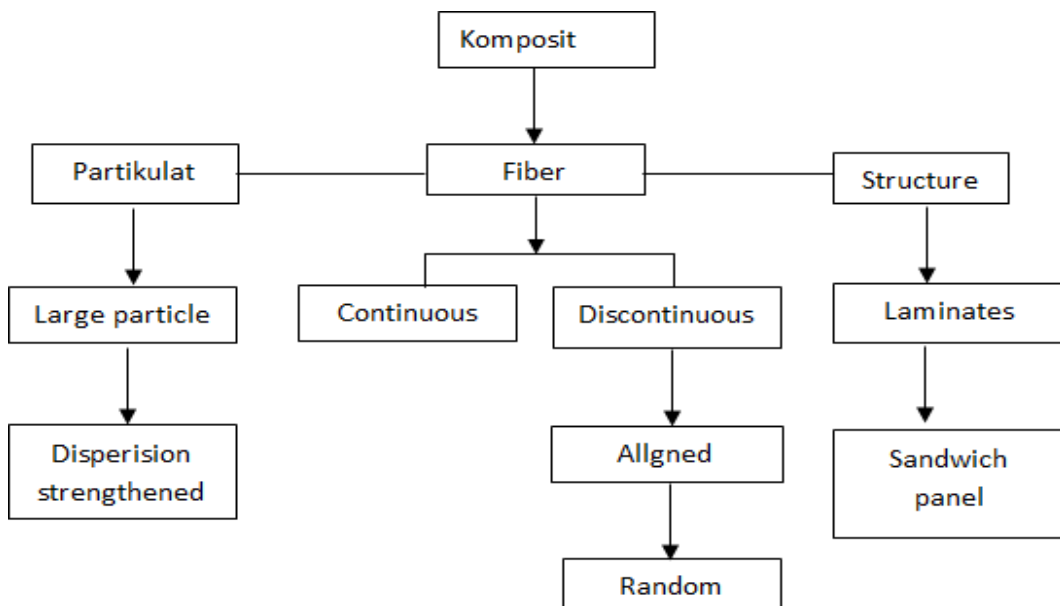 Komposit
Partikulat
Fiber
Structure
Large particle
Continuous
Discontinuous
Laminates
Disperision
strengthened
Allgned
Sandwich
panel
Random